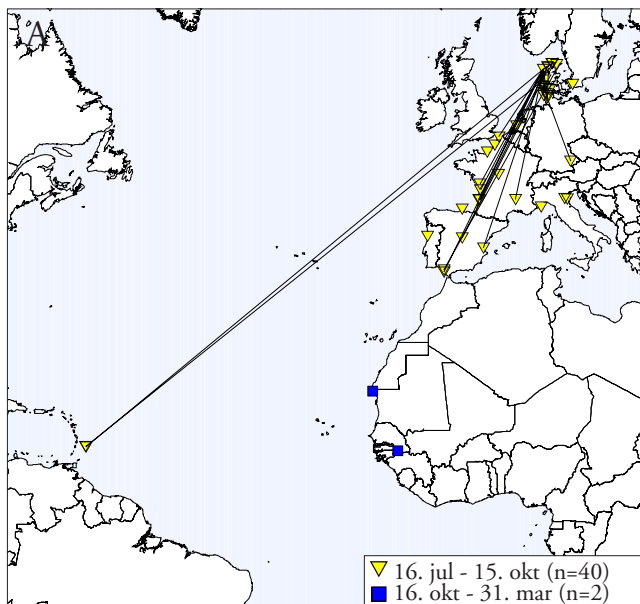 A
16. jul - 15. okt (n=40)
16. okt - 31. mar (n=2)